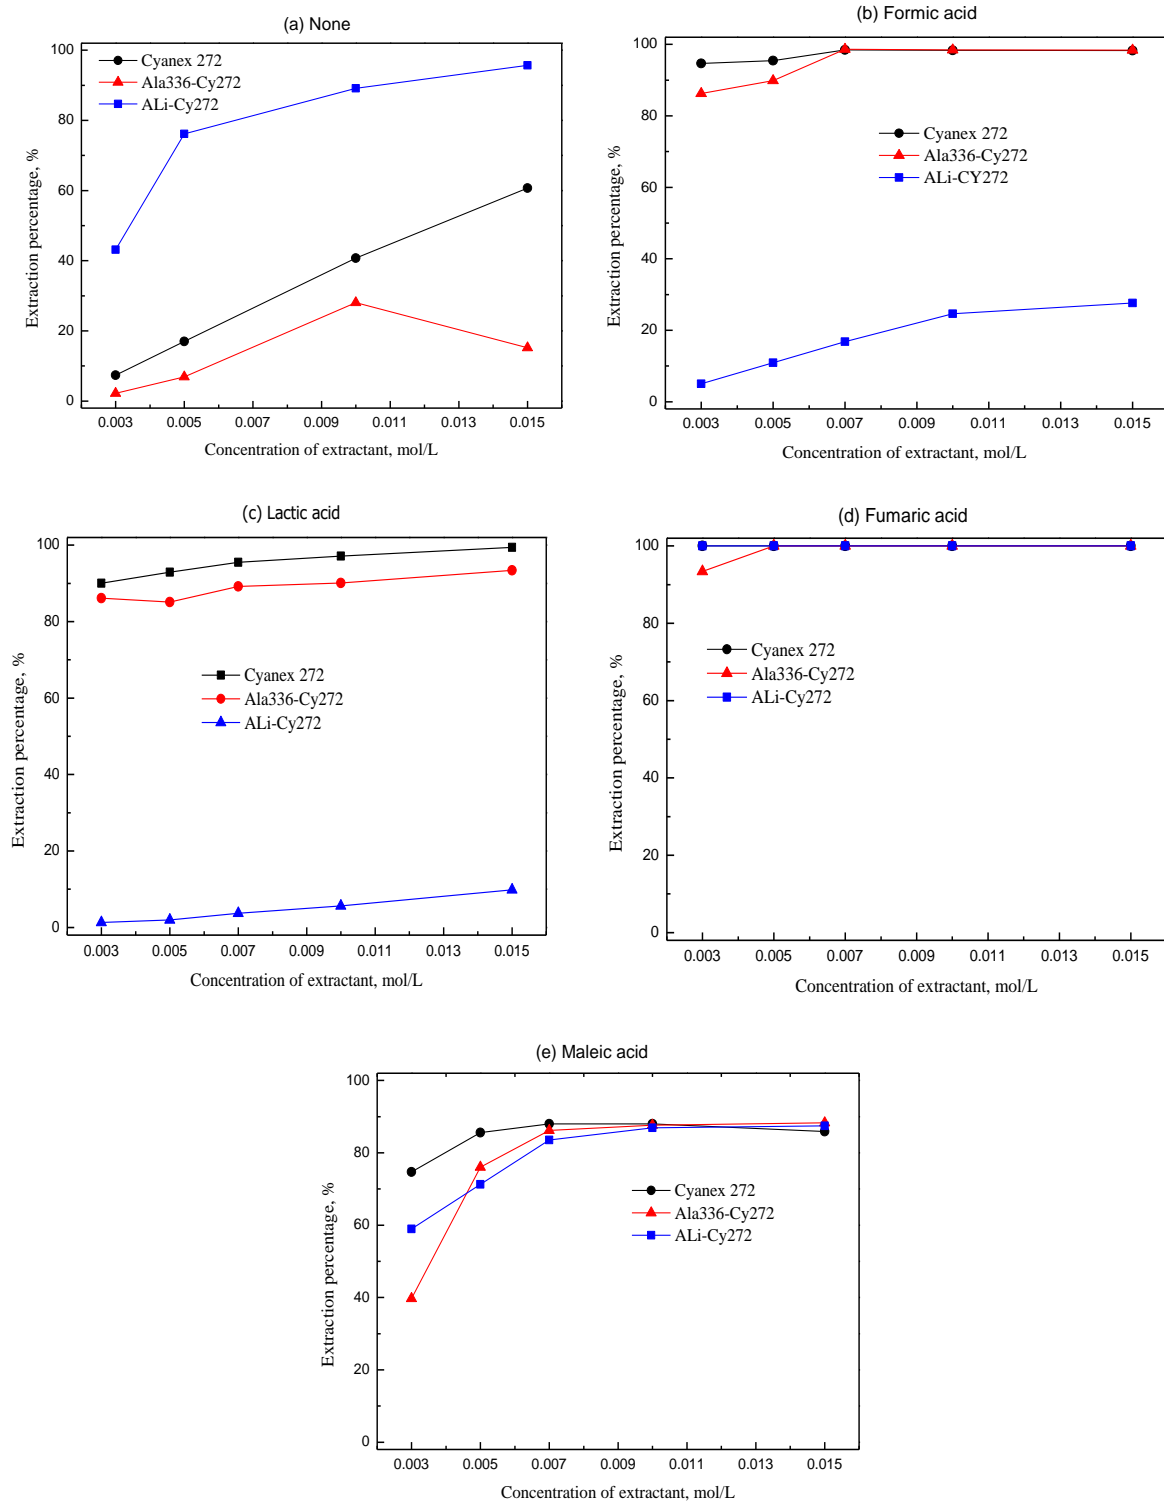 (a) None
100
80
60
40
20
0
Extraction percentage, %
Cyanex 272
Ala336-Cy272
ALi-Cy272
0.003 0.005 0.007 0.009 0.011 0.013 0.015
Concentration of extractant, mol/L
(b) Formic acid
100
80
60
40
20
0
Extraction percentage, %
Cyanex 272
Ala336-Cy272
ALi-CY272
0.003 0.005 0.007 0.009 0.011 0.013 0.015
Concentration of extractant, mol/L
(c) Lactic acid
100
80
60
40
20
0
Extraction percentage, %
Cyanex 272
Ala336-Cy272
ALi-Cy272
0.003 0.005 0.007 0.009 0.011 0.013 0.015
Concentration of extractant, mol/L
(d) Fumaric acid
100
80
60
40
20
0
Extraction percentage, %
Cyanex 272
Ala336-Cy272
ALi-Cy272
0.003 0.005 0.007 0.009 0.011 0.013 0.015
Concentration of extractant, mol/L
(e) Maleic acid
100
80
60
40
20
0
Extraction percentage, %
Cyanex 272
Ala336-Cy272
ALi-Cy272
0.003 0.005 0.007 0.009 0.011 0.013 0.015
Concentration of extractant, mol/L